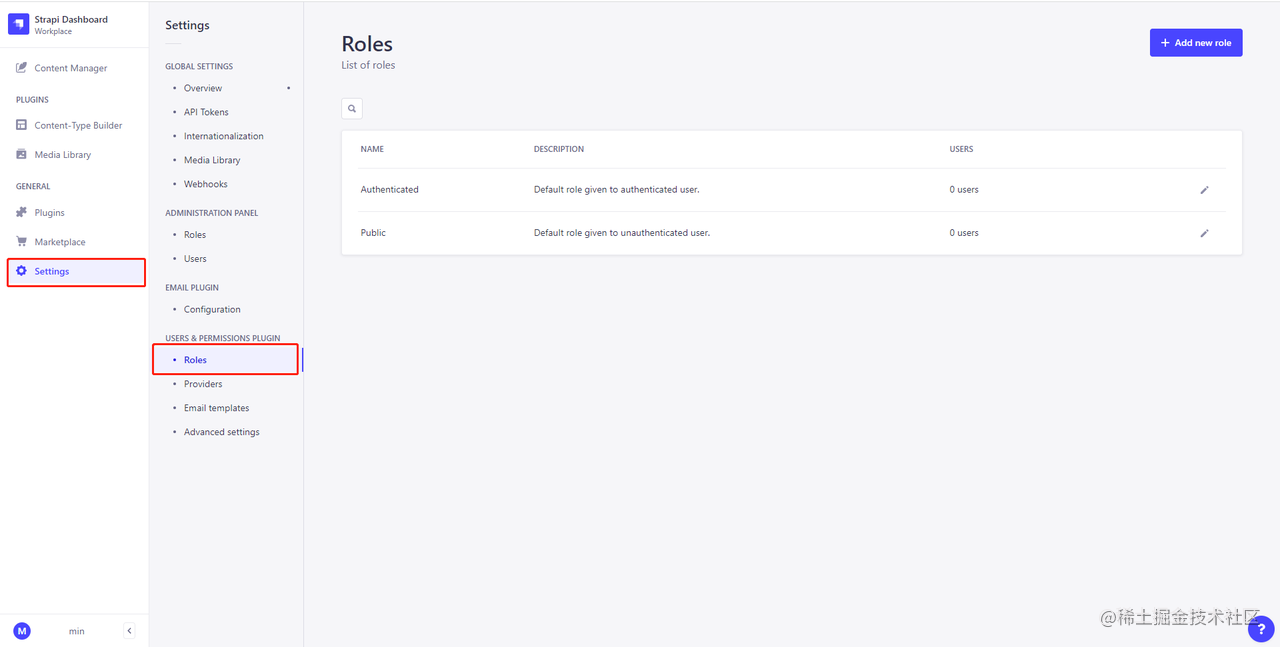 Strapi Dashboard
Workplace
Content Manager
PLUGINS
Content-Type Builder
Media Library
GENERAL
Plugins
Marketplace
Settings
M
min
Settings
GLOBAL SETTINGS
Overview
API Tokens
Internationalization
Media Library
Webhooks
ADMINISTRATION PANEL
Roles
Users
EMAIL PLUGIN
Configuration
USERS & PERMISSIONS PLUGIN
Roles
Providers
Email templates
Advanced settings
Roles
List of roles
+ Add new role
NAME DESCRIPTION USERS
Authenticated Default role given to authenticated user. 0 users
Public Default role given to unauthenticated user. 0 users
@稀土掘金技术社区
?